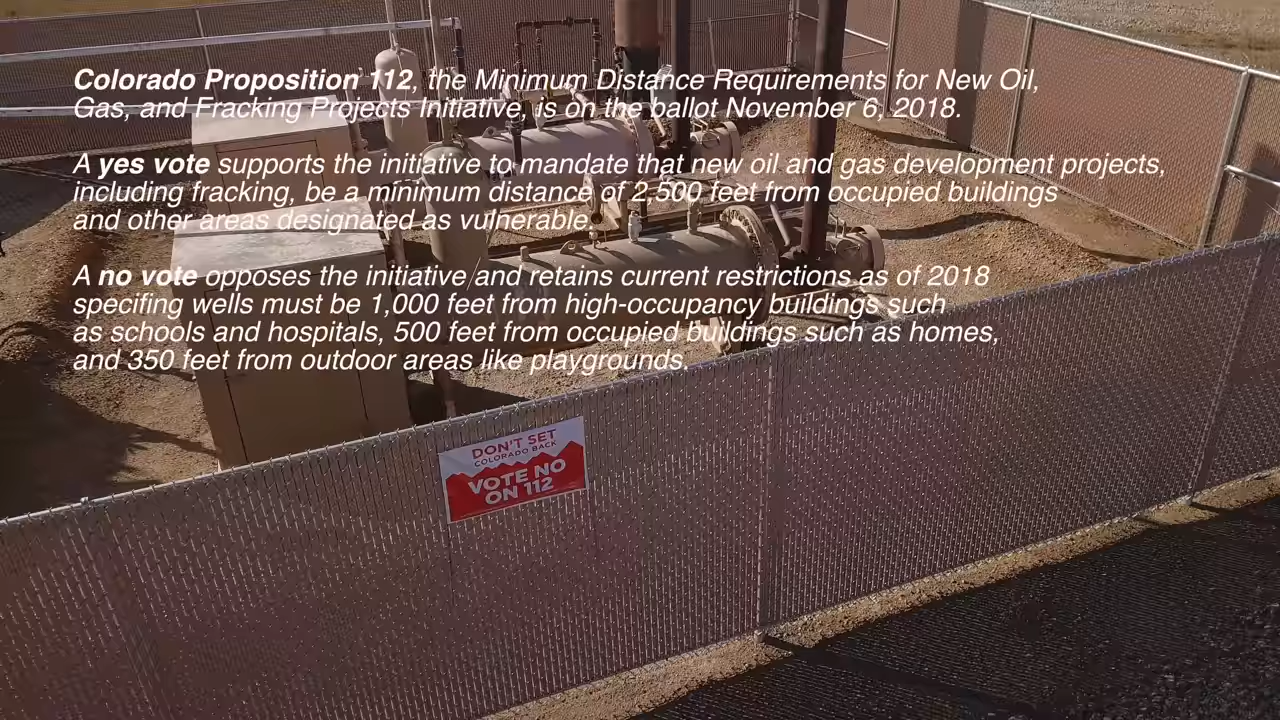 Colorado Proposition 112, the Minimum Distance Requirements for New Oil,
Gas, and Fracking Projects Initiative, is on the ballot November 6, 2018.
A yes vote supports the initiative to mandate that new oil and gas development projects,
including fracking, be a minimum distance of 2,500 feet from occupied buildings
and other areas designated as vulnerable.
A no vote opposes the initiative and retains current restrictions as of 2018
specifing wells must be 1,000 feet from high-occupancy buildings such
as schools and hospitals, 500 feet from occupied buildings such as homes,
and 350 feet from outdoor areas like playgrounds.
DON'T SET
COLORADO BACK
VOTE NO
ON 112